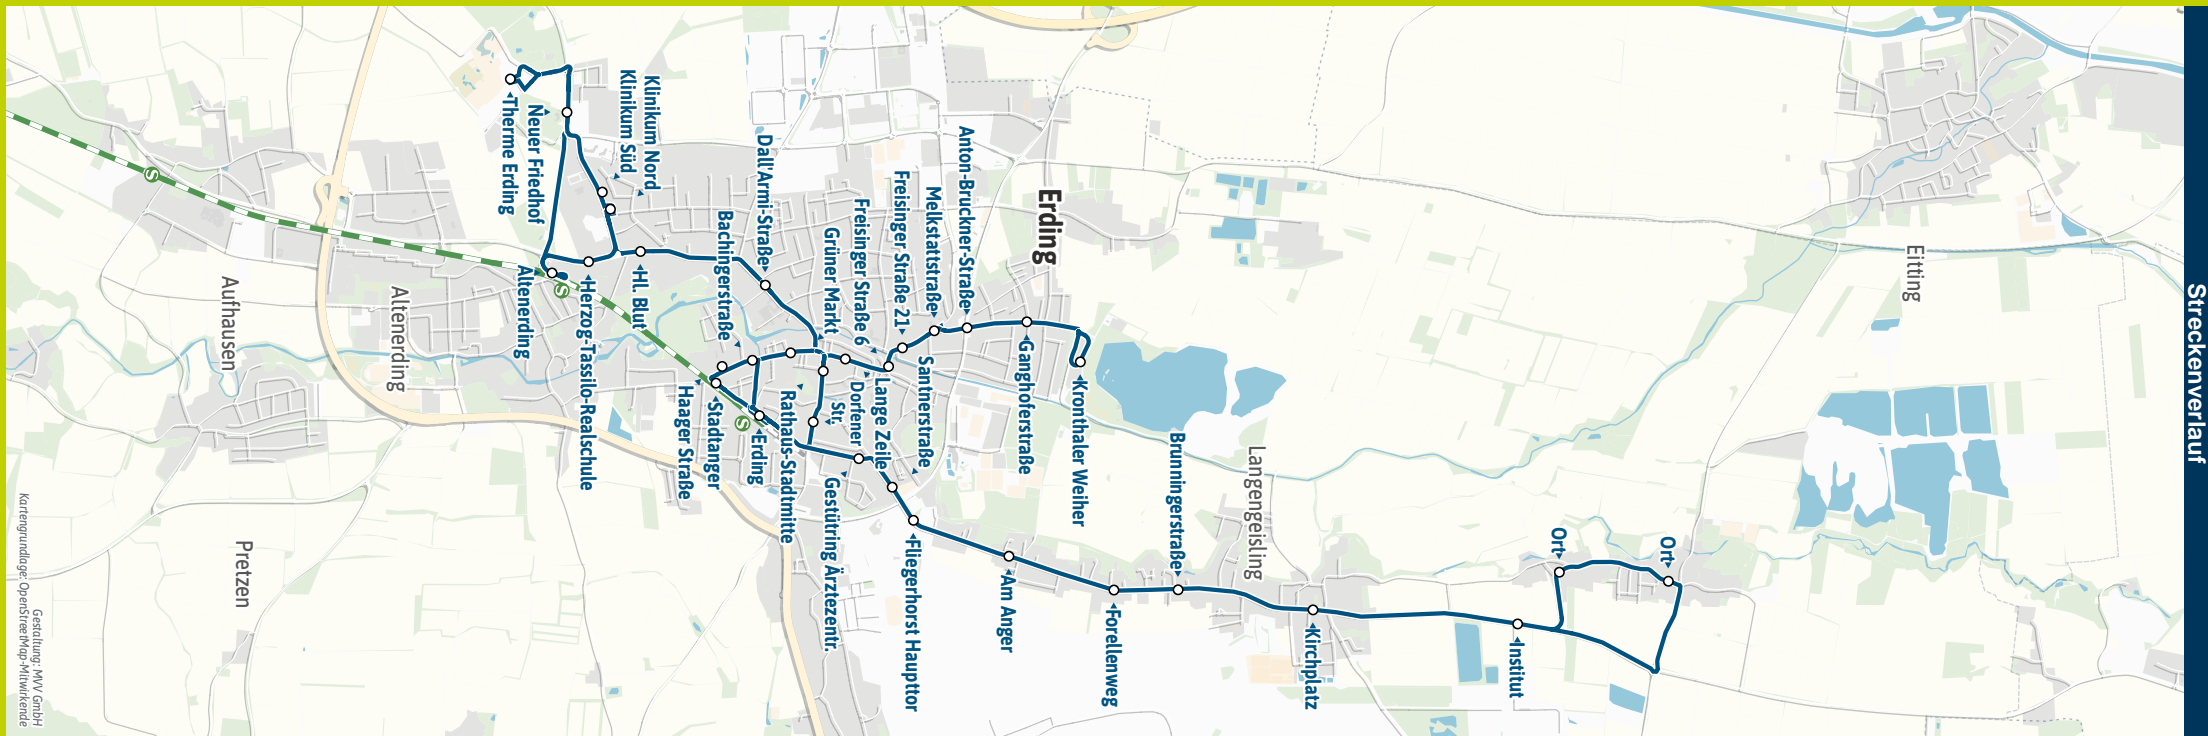 Streckenverlauf
Eitting
Ort
Ort
Institut
Kirchplatz
Langengeisling
Brunningerstraße
Forellenweg
Am Anger
Fliegerhorst Haupttor
Kronthaler Weiher
Erding
Ganghoferstraße
Anton-Bruckner-Straße
Melkstattstraße
Freisinger Straße 21
Santnerstraße
Freisinger Straße 6
Lange Zeile
Dorfener
Str.
Grüner Markt
Gestütring Ärztezentr.
Rathaus-Stadtmitte
Dall'Armi-Straße
Bachingerstraße
S
Erding
Stadtanger
Haager Straße
Klinikum Nord
Klinikum Süd
Hl. Blut
Herzog-Tassilo-Realschule
S
Altenerding
Neuer Friedhof
Therme Erding
Altenerding
S
Aufhausen
Pretzen
Gestaltung: MVV GmbH
Kartengrundlage: OpenStreetMap-Mitwirkende